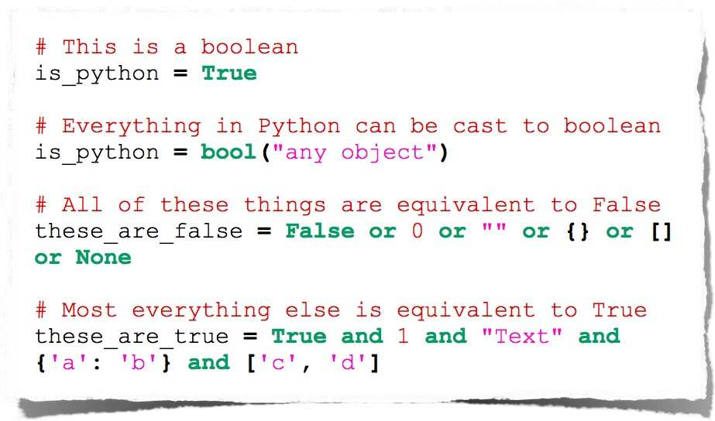 # This is a boolean
is_python = True
# Everything in Python can be cast to boolean
is_python = bool("any object")
# All of these things are equivalent to False
these_are_false = False or 0 or "" or {} or []
or None
# Most everything else is equivalent to True
these_are_true = True and 1 and "Text" and
{'a': 'b'} and ['c', 'd']